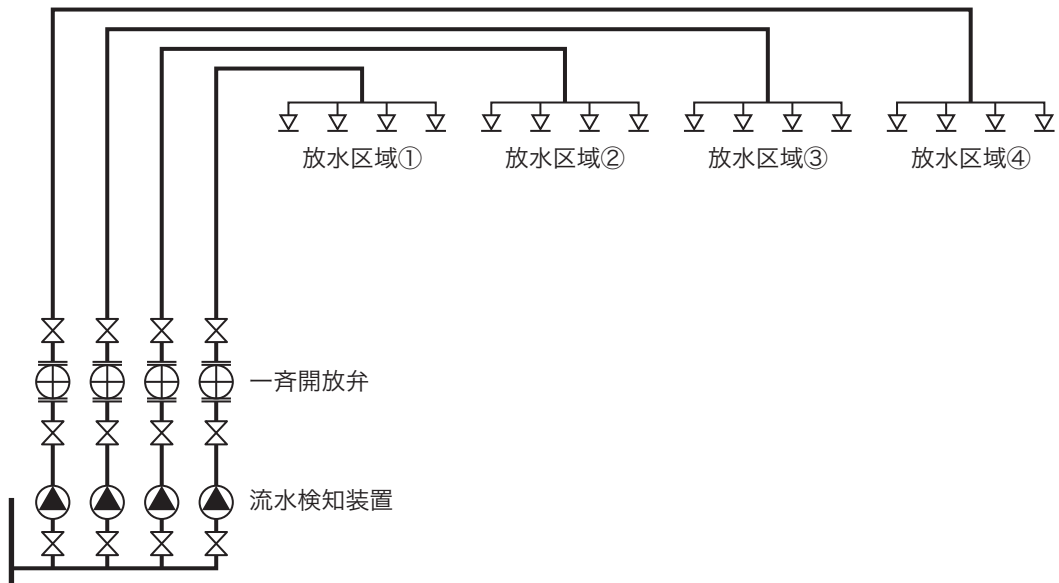 放水区域①
放水区域②
放水区域③
放水区域④
一斉開放弁
流水検知装置